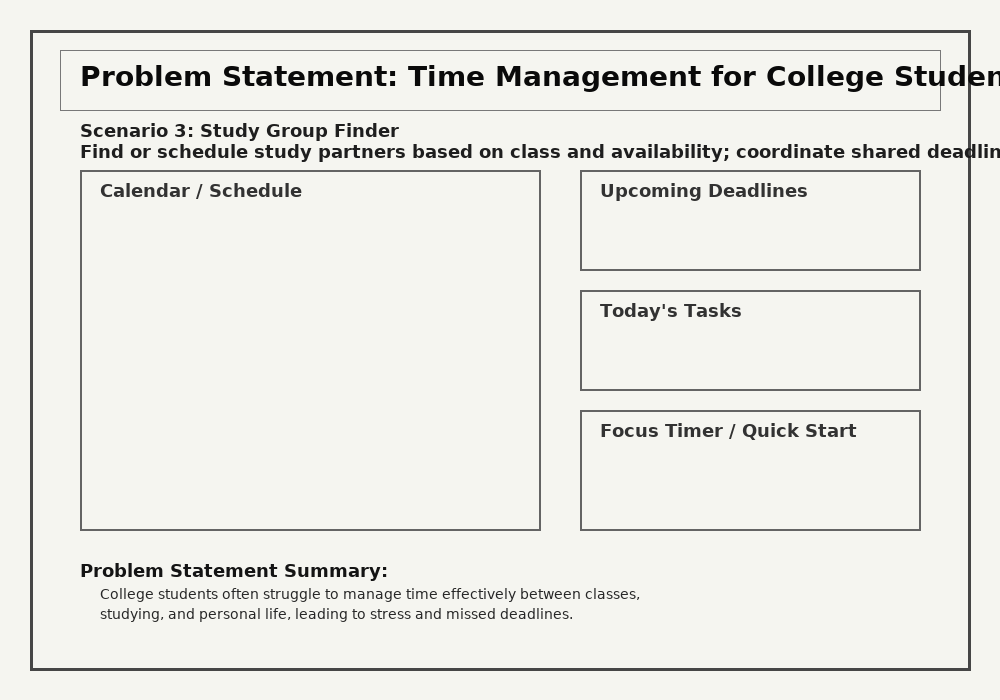 Problem Statement: Time Management for College Studen
Scenario 3: Study Group Finder
Find or schedule study partners based on class and availability; coordinate shared deadlin
Calendar / Schedule
Upcoming Deadlines
Today's Tasks
Focus Timer / Quick Start
Problem Statement Summary:
College students often struggle to manage time effectively between classes,
studying, and personal life, leading to stress and missed deadlines.